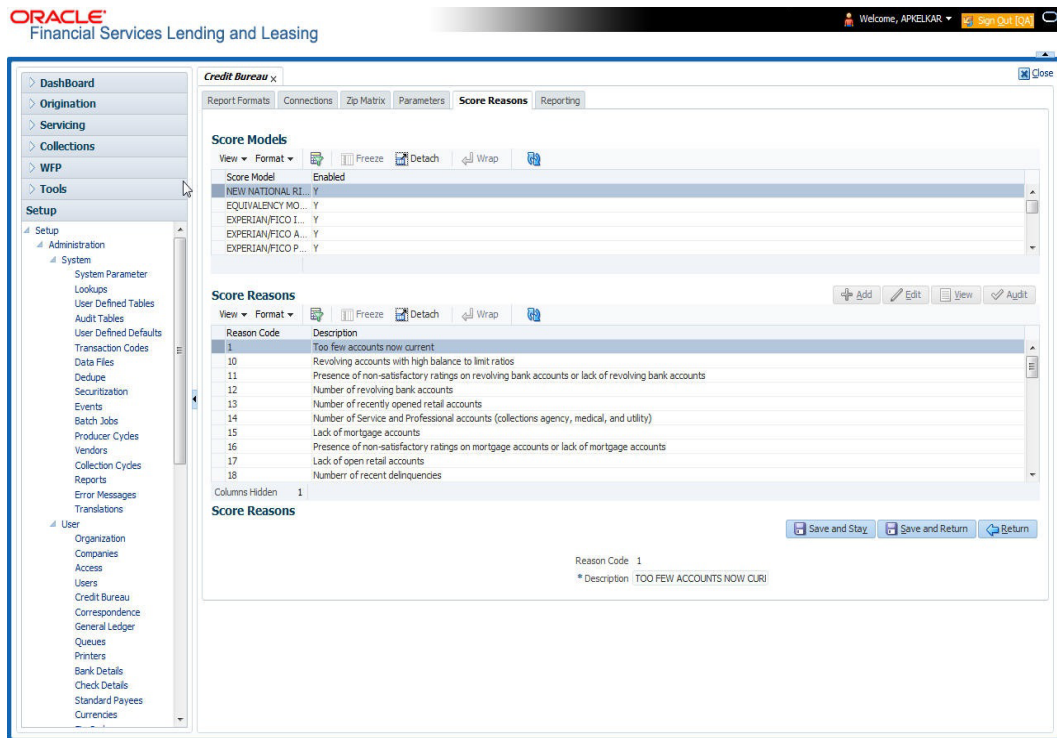 ORACLE'
Financial Services Lending and Leasing
Welcome, APKELKAR
Sign Out [QA]
DashBoard
Origination
Servicing
Collections
WFP
Tools
Setup
Setup
Administration
System
System Parameter
Lookups
User Defined Tables
Audit Tables
User Defined Defaults
Transaction Codes
Data Files
Dedupe
Securitization
Events
Batch Jobs
Producer Cycles
Vendors
Collection Cycles
Reports
Error Messages
Translations
User
Organization
Companies
Access
Users
Credit Bureau
Correspondence
General Ledger
Queues
Printers
Bank Details
Check Details
Standard Payees
Currencies
Credit Bureau x
Close
Report Formats Connections Zip Matrix Parameters Score Reasons Reporting
Score Models
View Format Freeze Detach Wrap
Score Model Enabled
NEW NATIONAL RI... Y
EQUIVALENCY MO... Y
EXPERIAN/FICO I... Y
EXPERIAN/FICO A... Y
EXPERIAN/FICO P... Y
Score Reasons
Add Edit View Audit
View Format Freeze Detach Wrap
Reason Code Description
1 Too few accounts now current
10 Revolving accounts with high balance to limit ratios
11 Presence of non-satisfactory ratings on revolving bank accounts or lack of revolving bank accounts
12 Number of revolving bank accounts
13 Number of recently opened retail accounts
14 Number of Service and Professional accounts (collections agency, medical, and utility)
15 Lack of mortgage accounts
16 Presence of non-satisfactory ratings on mortgage accounts or lack of mortgage accounts
17 Lack of open retail accounts
18 Numberr of recent delinquencies
Columns Hidden 1
Score Reasons
Save and Stay Save and Return Return
Reason Code 1
* Description TOO FEW ACCOUNTS NOW CURI